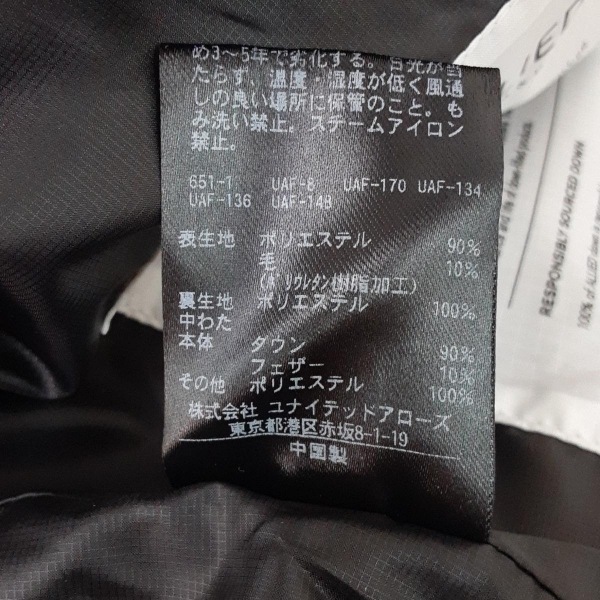 め3～5年で劣化する。日光が当
たらず、温度・湿度が低く風通
しの良い場所に保管のこと。も
み洗い禁止。スチームアイロン
禁止。
651-1 UAF-8 UAF-170 UAF-134
UAF-136 UAF-148
表生地 ポリエステル 90%
毛 10%
(ポリウレタン樹脂加工)
裏生地 ポリエステル 100%
中わた
本体 ダウン 90%
フェザー 10%
その他 ポリエステル 100%
株式会社 ユナイテッドアローズ
東京都港区赤坂8-1-19
中国製
RESPONSIBLY SOURCED DOWN
100% of ALLIED